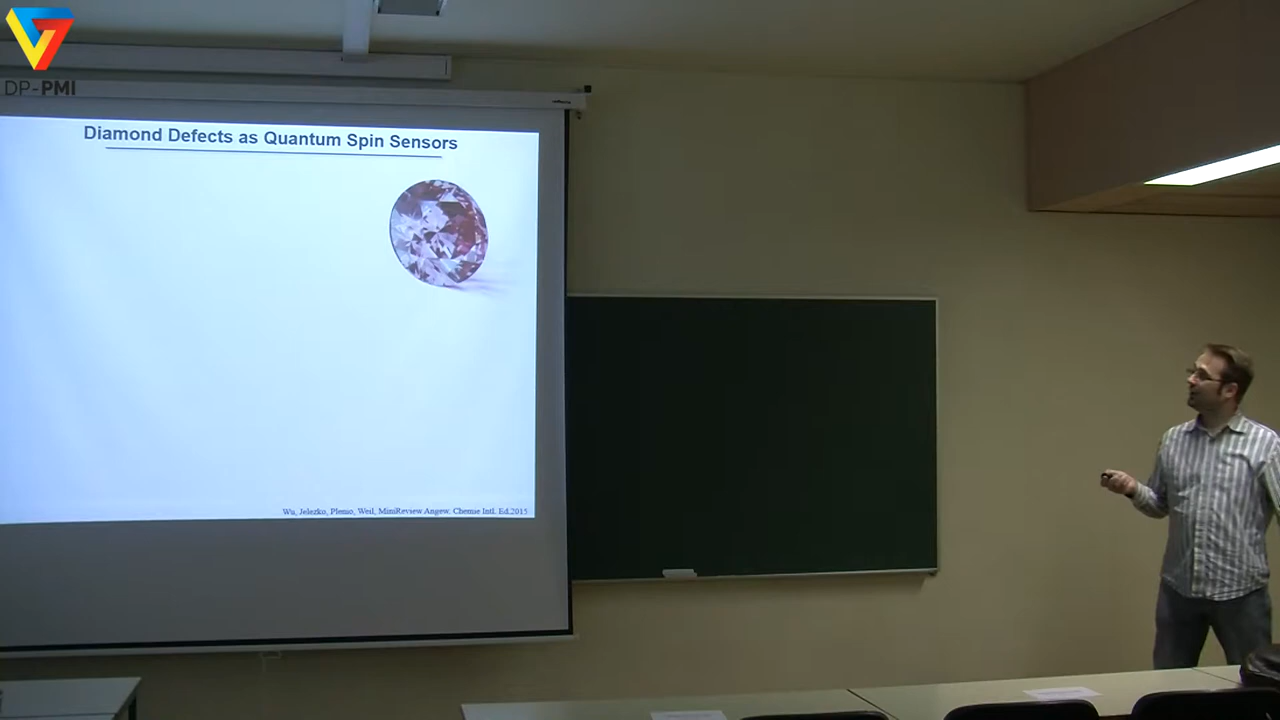 DP-PMI
Diamond Defects as Quantum Spin Sensors
Wu, Jelezko, Plenio, Weil, MiniReview Angew. Chemie Intl. Ed.2015